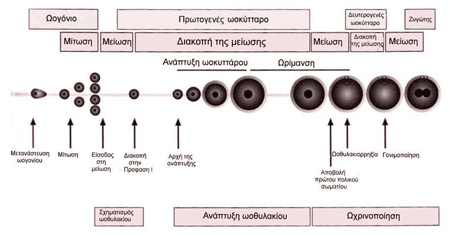 Ωογόνιο
Πρωτογενές ωοκύτταρο
Δευτερογενές
ωοκύτταρο
Ζυγώτης
Μίτωση
Μείωση
Διακοπή της μείωσης
Μείωση
Διακοπή
της μείωσης
Μείωση
Ανάπτυξη ωοκυττάρου
Ωρίμανση
Μετανάστευση
ωογονίου
Μίτωση
Είσοδος
στη
μείωση
Διακοπή
στην
Πρόφαση Ι
Αρχή της
ανάπτυξης
Ωοθυλακιορρηξία
Γονιμοποίηση
Αποβολή
πρώτου πολικού
σωματίου
Σχηματισμός
ωοθυλακίου
Ανάπτυξη ωοθυλακίου
Ωχρινοποίηση